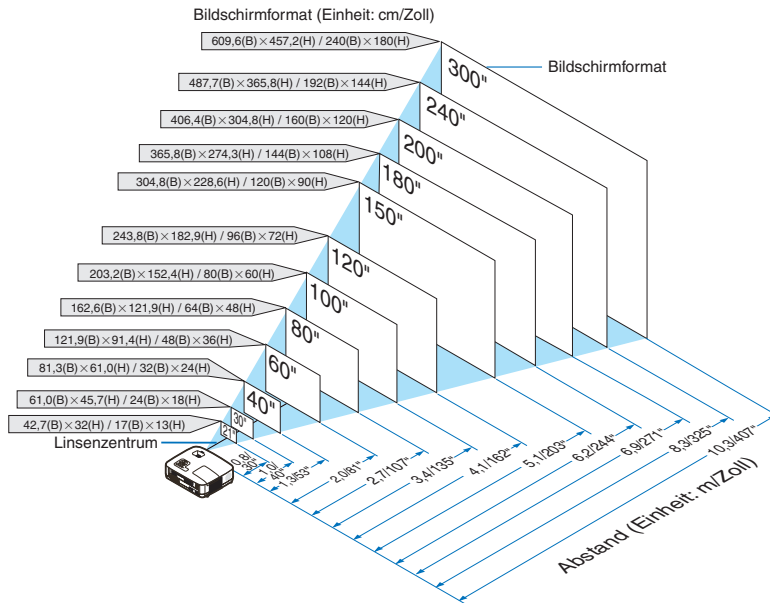 Bildschirmformat (Einheit: cm/Zoll)
609,6(B)×457,2(H) / 240(B)×180(H)
Bildschirmformat
300"
487,7(B)×365,8(H) / 192(B)×144(H)
240"
406,4(B)×304,8(H) / 160(B)×120(H)
200"
365,8(B)×274,3(H) / 144(B)×108(H)
180"
304,8(B)×228,6(H) / 120(B)×90(H)
150"
243,8(B)×182,9(H) / 96(B)×72(H)
120"
203,2(B)×152,4(H) / 80(B)×60(H)
100"
162,6(B)×121,9(H) / 64(B)×48(H)
80"
121,9(B)×91,4(H) / 48(B)×36(H)
60"
81,3(B)×61,0(H) / 32(B)×24(H)
40"
61,0(B)×45,7(H) / 24(B)×18(H)
30"
42,7(B)×32(H) / 17(B)×13(H)
21"
Linsenzentrum
0,8/
30"
1,0/
40"
1,3/53"
2,0/81"
2,7/107"
3,4/135"
4,1/162"
5,1/203"
6,2/244"
6,9/271"
8,3/325"
10,3/407"
Abstand (Einheit: m/Zoll)